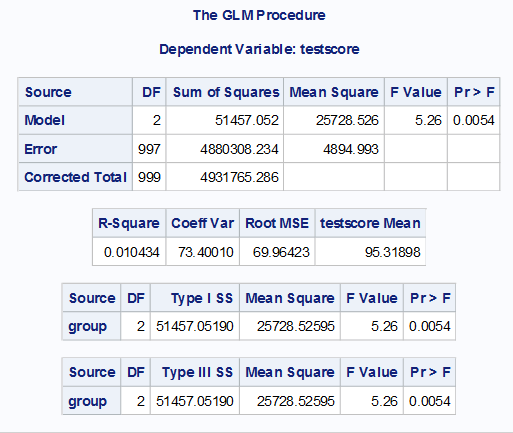 The GLM Procedure
Dependent Variable: testscore
Source DF Sum of Squares Mean Square F Value Pr > F
Model 2 51457.052 25728.526 5.26 0.0054
Error 997 4880308.234 4894.993
Corrected Total 999 4931765.286
R-Square Coeff Var Root MSE testscore Mean
0.010434 73.40010 69.96423 95.31898
Source DF Type I SS Mean Square F Value Pr > F
group 2 51457.05190 25728.52595 5.26 0.0054
Source DF Type III SS Mean Square F Value Pr > F
group 2 51457.05190 25728.52595 5.26 0.0054